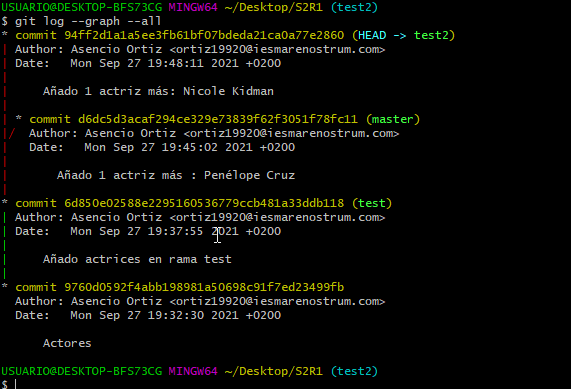 USUARIO@DESKTOP-BFS73CG MINGW64 ~/Desktop/S2R1 (test2)
$ git log --graph --all
* commit 94ff2d1a1a5ee3fb61bf07bdeda21ca0a77e2860 (HEAD -> test2)
| Author: Asencio Ortiz <ortiz19920@iesmarenostrum.com>
| Date:   Mon Sep 27 19:48:11 2021 +0200
|
|     Añado 1 actriz más: Nicole Kidman
|
| * commit d6dc5d3acaf294ce329e73839f62f3051f78fc11 (master)
|/  Author: Asencio Ortiz <ortiz19920@iesmarenostrum.com>
|   Date:   Mon Sep 27 19:45:02 2021 +0200
|
|       Añado 1 actriz más : Penélope Cruz
|
* commit 6d850e02588e2295160536779ccb481a33ddb118 (test)
| Author: Asencio Ortiz <ortiz19920@iesmarenostrum.com>
| Date:   Mon Sep 27 19:37:55 2021 +0200
|
|     Añado actrices en rama test
|
* commit 9760d0592f4abb198981a50698c91f7ed23499fb
  Author: Asencio Ortiz <ortiz19920@iesmarenostrum.com>
  Date:   Mon Sep 27 19:32:30 2021 +0200

      Actores

USUARIO@DESKTOP-BFS73CG MINGW64 ~/Desktop/S2R1 (test2)
$